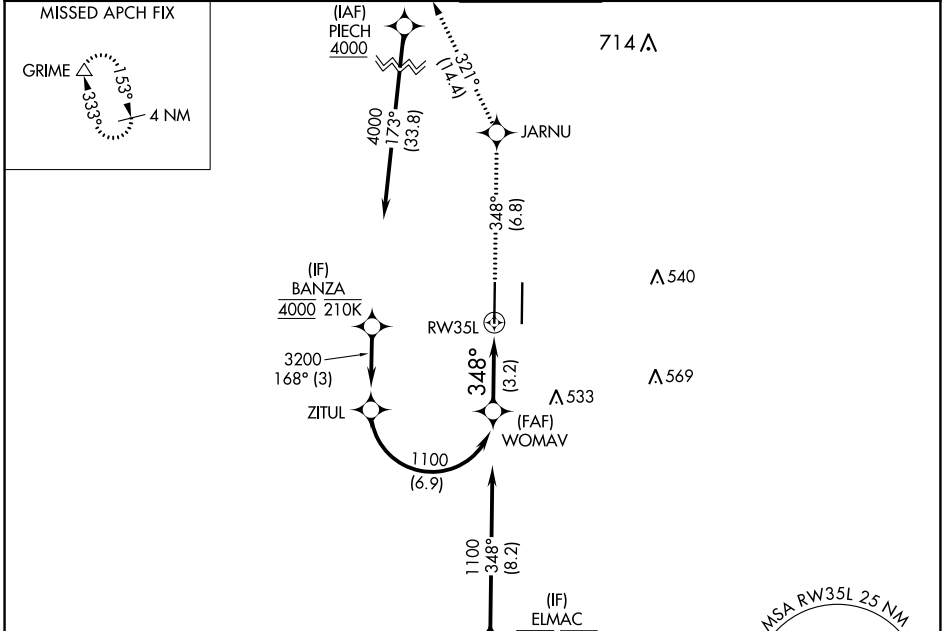 MISSED APCH FIX
GRIME
153°
333°
4 NM
(IAF)
PIECH
4000
4000
173°
(33.8)
321°
(14.4)
714
JARNU
348°
(6.8)
(IF)
BANZA
4000 210K
RW35L
540
3200
168° (3)
348°
(3.2)
569
533
ZITUL
(FAF)
WOMAV
1100
(6.9)
1100
348°
(8.2)
(IF)
ELMAC
MSA RW35L 25 NM